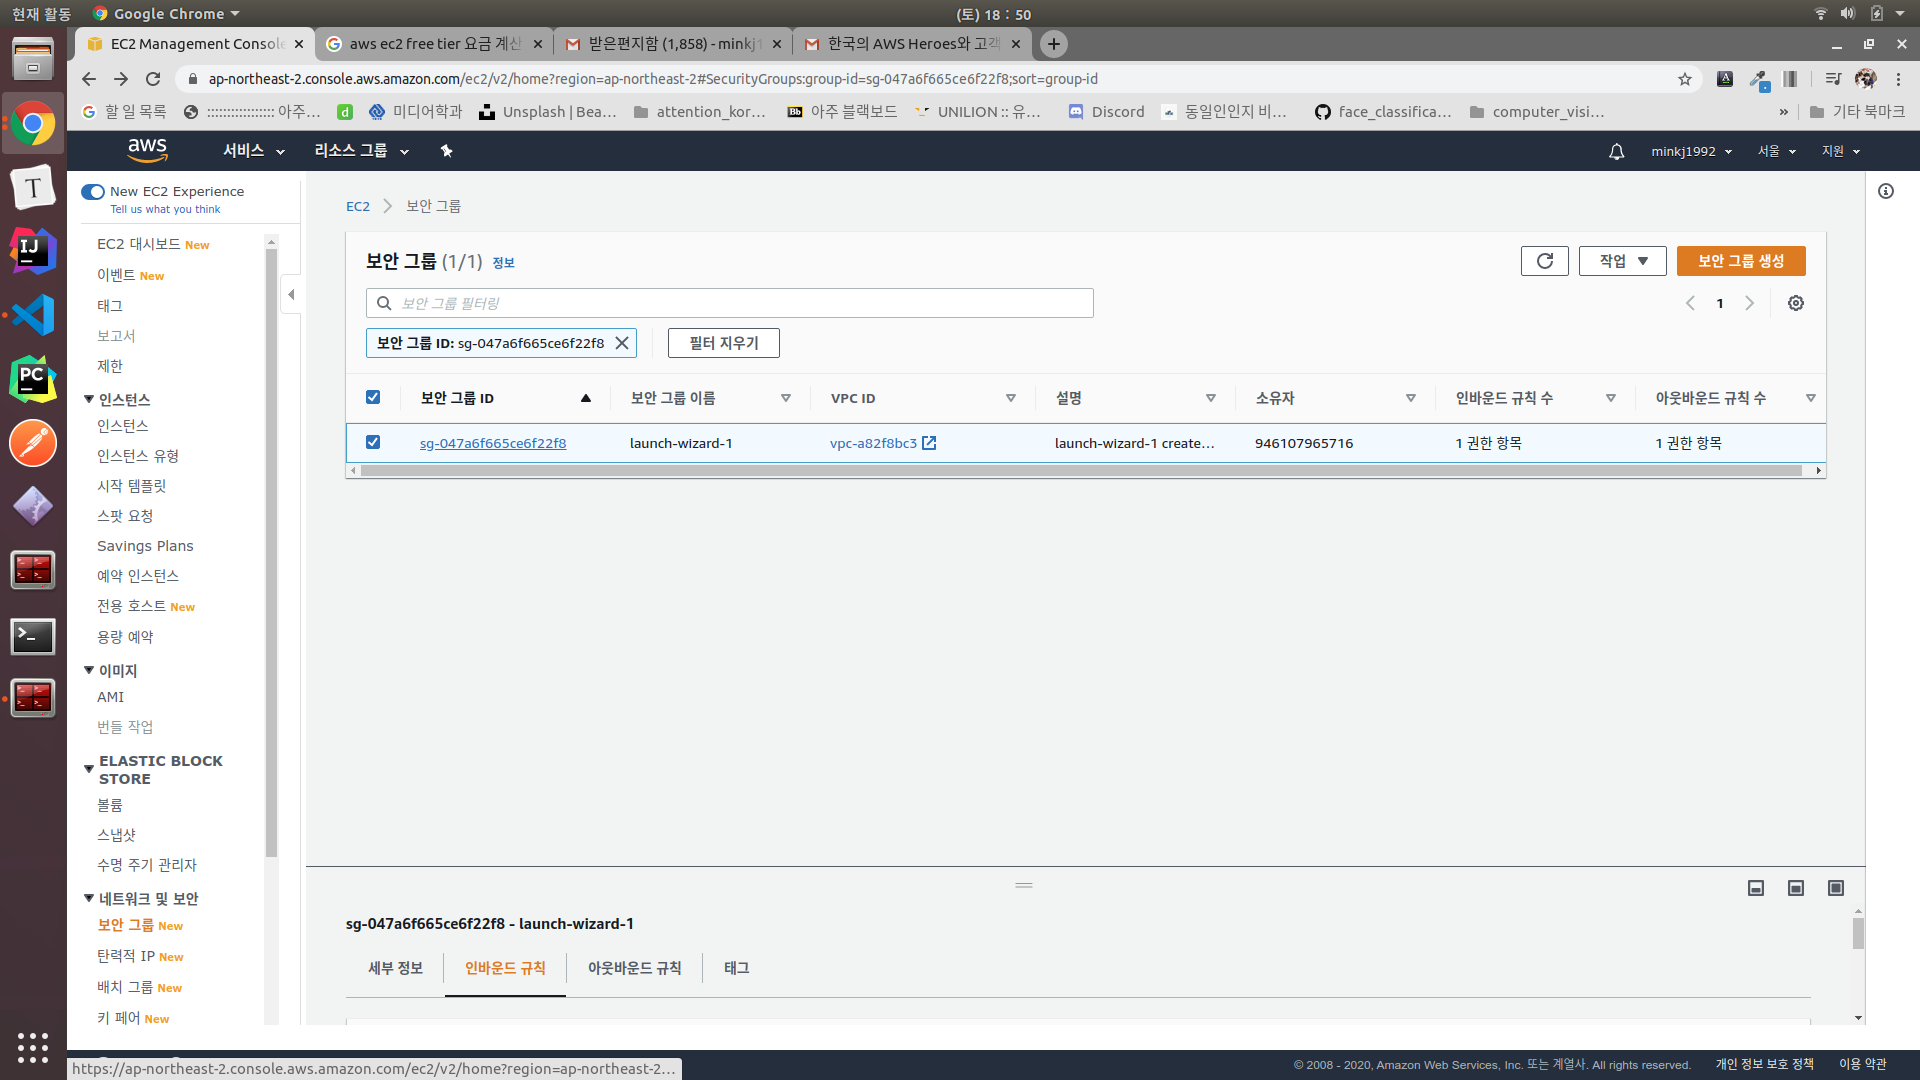 현재 활동
Google Chrome
(토) 18 : 50
EC2 Management Console
aws ec2 free tier 요금 계산
받은편지함 (1,858) - minkj1
한국의 AWS Heroes와 고객
ap-northeast-2.console.aws.amazon.com/ec2/v2/home?region=ap-northeast-2#SecurityGroups:group-id=sg-047a6f665ce6f22f8;sort=group-id
할 일 목록
:::::::::::::::: 아주…
미디어학과
Unsplash | Bea…
attention_kor…
아주 블랙보드
UNILION :: 유…
Discord
동일인인지 비…
face_classifica…
computer_visi…
»
기타 북마크
aws
서비스
리소스 그룹
minkj1992
서울
지원
New EC2 Experience
Tell us what you think
EC2 대시보드 New
이벤트 New
태그
보고서
제한
인스턴스
인스턴스
인스턴스 유형
시작 템플릿
스팟 요청
Savings Plans
예약 인스턴스
전용 호스트 New
용량 예약
이미지
AMI
번들 작업
ELASTIC BLOCK
STORE
볼륨
스냅샷
수명 주기 관리자
네트워크 및 보안
보안 그룹 New
탄력적 IP New
배치 그룹 New
키 페어 New
EC2
보안 그룹
보안 그룹 (1/1) 정보
작업
보안 그룹 생성
보안 그룹 필터링
1
보안 그룹 ID: sg-047a6f665ce6f22f8
필터 지우기
보안 그룹 ID
보안 그룹 이름
VPC ID
설명
소유자
인바운드 규칙 수
아웃바운드 규칙 수
sg-047a6f665ce6f22f8
launch-wizard-1
vpc-a82f8bc3
launch-wizard-1 create…
946107965716
1 권한 항목
1 권한 항목
sg-047a6f665ce6f22f8 - launch-wizard-1
세부 정보
인바운드 규칙
아웃바운드 규칙
태그
https://ap-northeast-2.console.aws.amazon.com/ec2/v2/home?region=ap-northeast-2…
© 2008 - 2020, Amazon Web Services, Inc. 또는 계열사. All rights reserved.
개인 정보 보호 정책
이용 약관